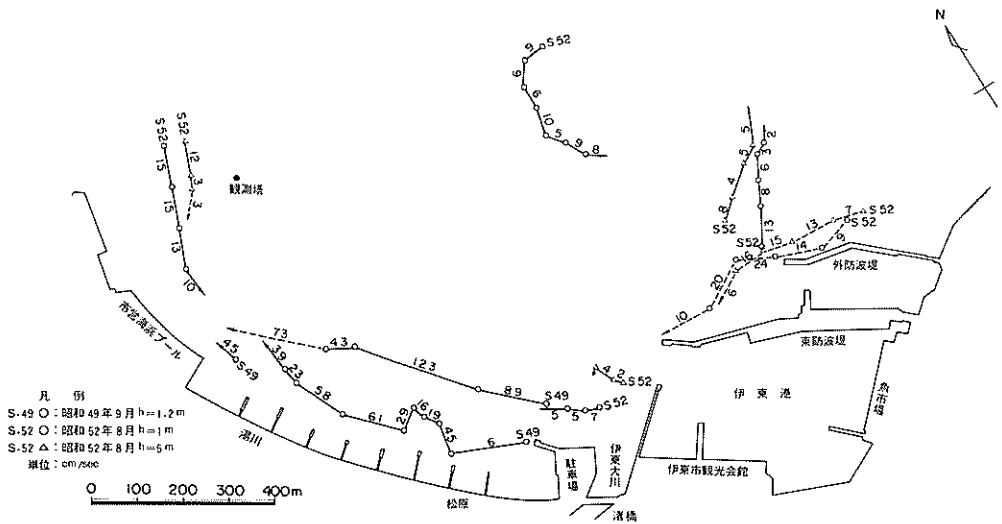 N
S52
9
6
6
10
5
9
8
S52
15
15
13
10
S52
12
3
3
観測塔
5
5
4
8
S52
2
3
6
8
13
S52
7
S52
13
15
9
14
24
16
20
6
10
外防波堤
東防波堤
伊東港
魚市場
伊東市観光会館
市営海浜プール
45
S49
73
43
123
89
S49
39
23
58
61
29
16
19
45
6
S49
5
5
7
S52
4
2
S52
駐車場
伊東大川
渚橋
湯川
松原
凡 例
S.49 ○：昭和49年9月 h＝1.2m
S.52 ○：昭和52年8月 h＝1m
S.52 △：昭和52年8月 h＝5m
単位：cm/sec
0 100 200 300 400m